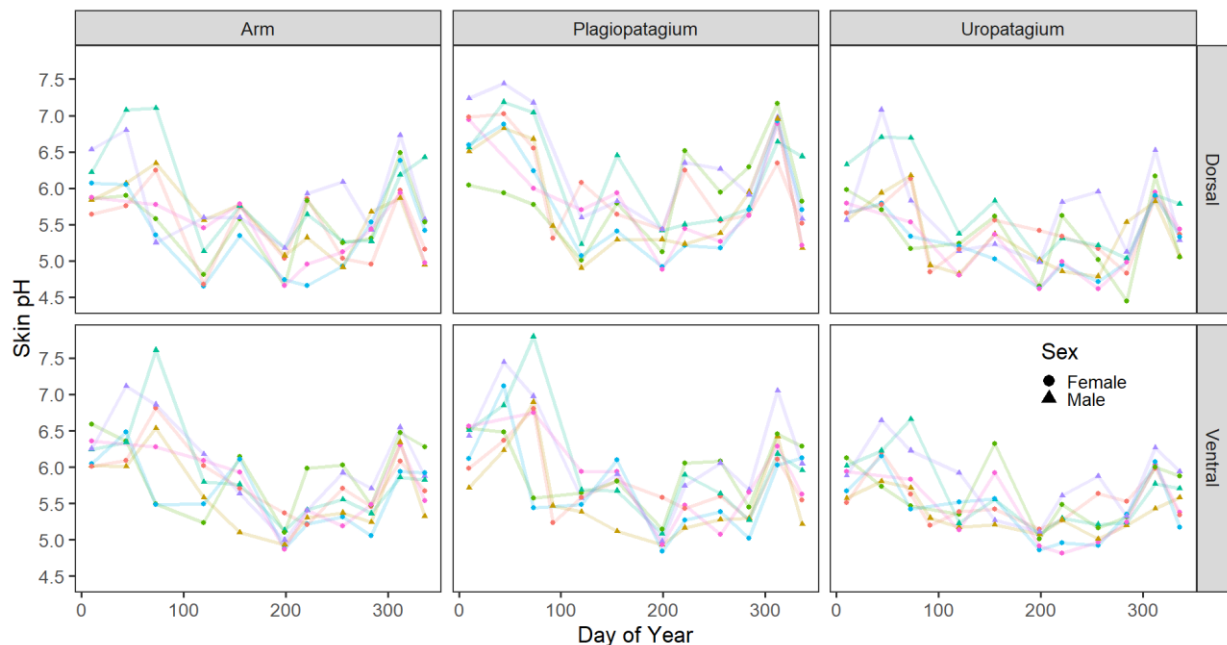 Arm
Plagiopatagium
Uropatagium
7.5
7.0
6.5
6.0
5.5
5.0
4.5
Dorsal
Skin pH
7.5
7.0
6.5
6.0
5.5
5.0
4.5
Sex
Female
Male
Ventral
0 100 200 300 0 100 200 300 0 100 200 300
Day of Year